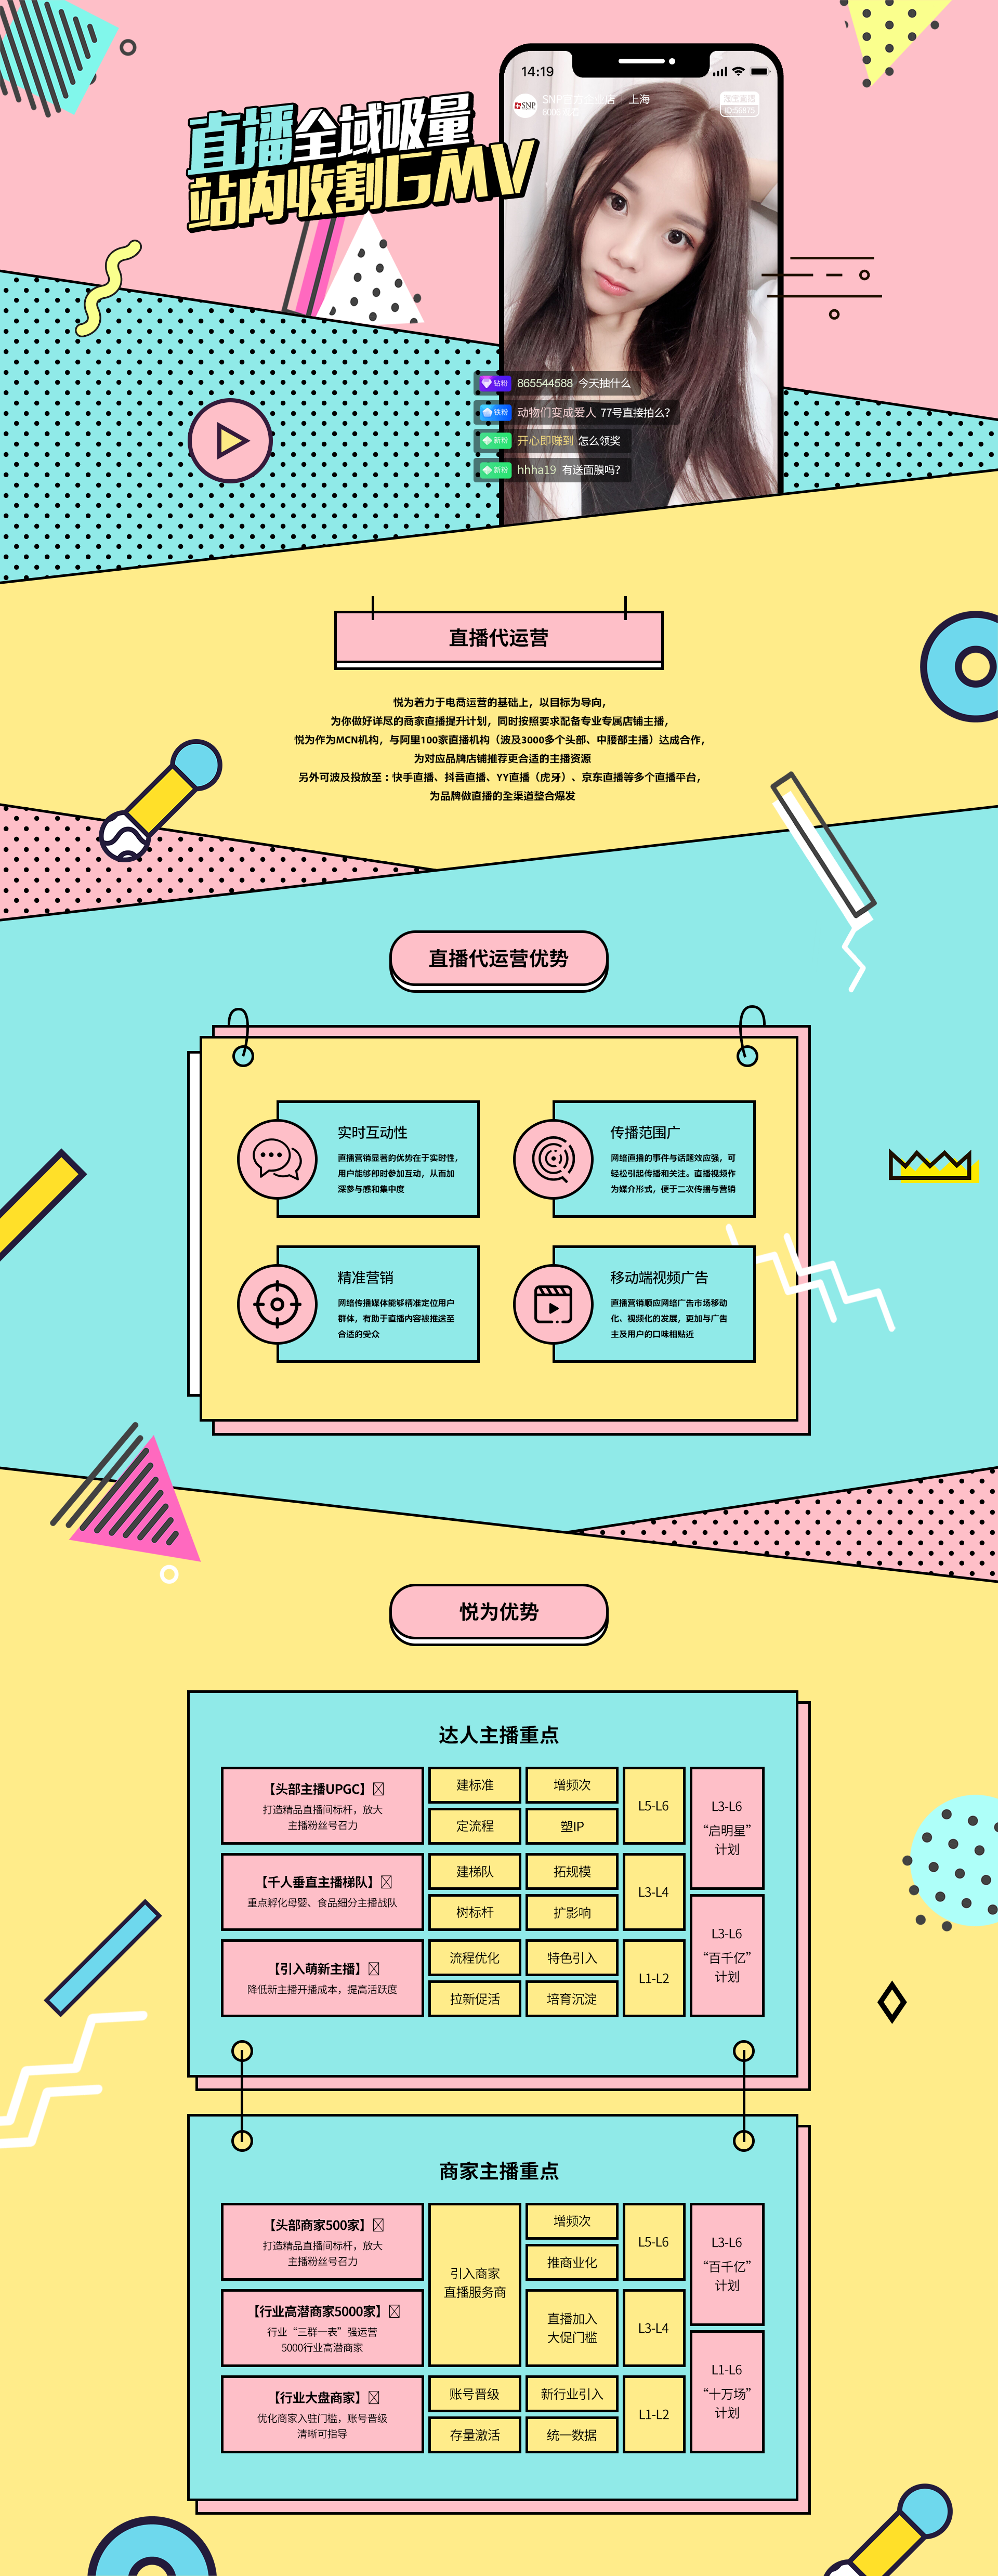 直播全域吸量
站内收割GMV
14:19
SNP
上海
ID:56875
钻粉 865544588 今天抽什么
铁粉 动物们变成爱人 77号直接拍么?
新粉 开心即赚到 怎么领奖
新粉 hhha19 有送面膜吗?
直播代运营
悦为着力于电商运营的基础上，以目标为导向，
为你做好详尽的商家直播提升计划，同时按照要求配备专业专属店铺主播，
悦为作为MCN机构，与阿里100家直播机构（波及3000多个头部、中腰部主播）达成合作，
为对应品牌店铺推荐更合适的主播资源
另外可波及投放至：快手直播、抖音直播、YY直播（虎牙）、京东直播等多个直播平台，
为品牌做直播的全渠道整合爆发
直播代运营优势
实时互动性
直播营销显著的优势在于实时性，
用户能够即时参加互动，从而加
深参与感和集中度
传播范围广
网络直播的事件与话题效应强，可
轻松引起传播和关注。直播视频作
为媒介形式，便于二次传播与营销
精准营销
网络传播媒体能够精准定位用户
群体，有助于直播内容被推送至
合适的受众
移动端视频广告
直播营销顺应网络广告市场移动
化、视频化的发展，更加与广告
主及用户的口味相贴近
悦为优势
达人主播重点
【头部主播UPGC】
打造精品直播间标杆，放大
主播粉丝号召力
建标准
增频次
定流程
塑IP
L5-L6
【千人垂直主播梯队】
重点孵化母婴、食品细分主播战队
建梯队
拓规模
树标杆
扩影响
L3-L4
【引入萌新主播】
降低新主播开播成本，提高活跃度
流程优化
特色引入
拉新促活
培育沉淀
L1-L2
L3-L6
“启明星”
计划
L3-L6
“百千亿”
计划
商家主播重点
【头部商家500家】
打造精品直播间标杆，放大
主播粉丝号召力
【行业高潜商家5000家】
行业“三群一表”强运营
5000行业高潜商家
引入商家
直播服务商
增频次
推商业化
L5-L6
直播加入
大促门槛
L3-L4
【行业大盘商家】
优化商家入驻门槛，账号晋级
清晰可指导
账号晋级
新行业引入
存量激活
统一数据
L1-L2
L3-L6
“百千亿”
计划
L1-L6
“十万场”
计划